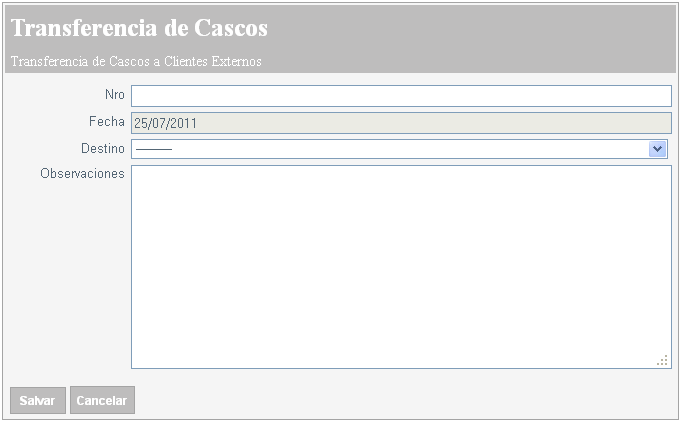 Transferencia de Cascos
Transferencia de Cascos a Clientes Externos
Nro
Fecha 25/07/2011
Destino ———
Observaciones
Salvar Cancelar